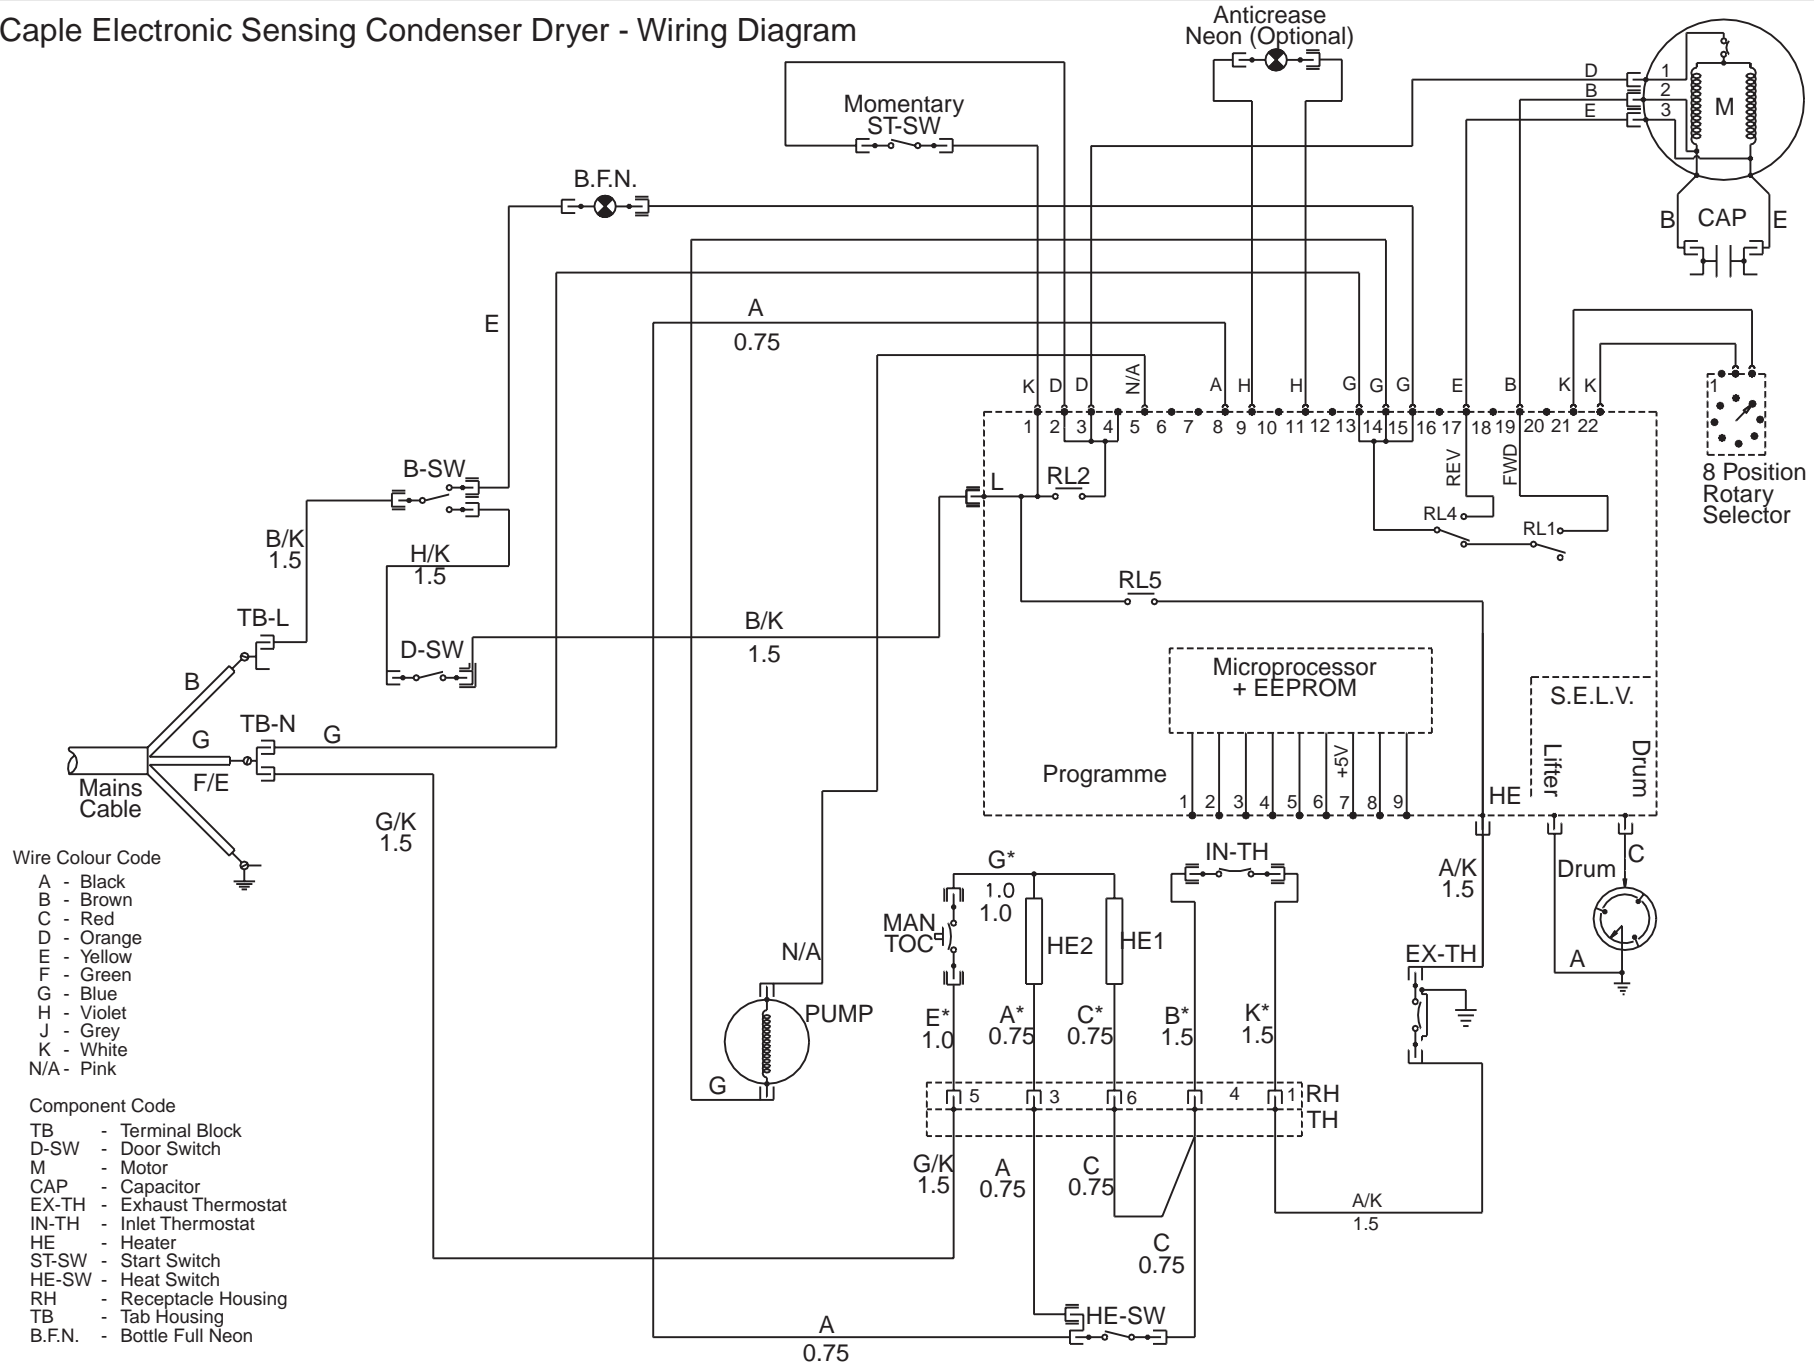 Caple Electronic Sensing Condenser Dryer - Wiring Diagram
Anticrease
Neon (Optional)
Momentary
ST-SW
B.F.N.
D
B
E
1
2
3
M
B
CAP
E
E
A
0.75
K
D
D
N/A
A
H
H
G
G
G
E
B
K
K
1
1
2
3
4
5
6
7
8
9
10
11
12
13
14
15
16
17
18
19
20
21
22
8 Position
Rotary
Selector
REV
FWD
RL4
RL1
L
RL2
RL5
B-SW
B/K
1.5
H/K
1.5
TB-L
D-SW
B/K
1.5
B
TB-N
G
G
F/E
Mains
Cable
G/K
1.5
Microprocessor
+ EEPROM
S.E.L.V.
Lifter
Drum
Programme
+5V
1
2
3
4
5
6
7
8
9
HE
Wire Colour Code
A - Black
B - Brown
C - Red
D - Orange
E - Yellow
F - Green
G - Blue
H - Violet
J - Grey
K - White
N/A - Pink
Component Code
TB - Terminal Block
D-SW - Door Switch
M - Motor
CAP - Capacitor
EX-TH - Exhaust Thermostat
IN-TH - Inlet Thermostat
HE - Heater
ST-SW - Start Switch
HE-SW - Heat Switch
RH - Receptacle Housing
TB - Tab Housing
B.F.N. - Bottle Full Neon
G*
1.0
1.0
IN-TH
A/K
1.5
Drum
C
MAN
TOC
HE2
HE1
N/A
EX-TH
A
PUMP
E*
1.0
A*
0.75
C*
0.75
B*
1.5
K*
1.5
G
5
3
6
4
1
RH
TH
G/K
1.5
A
0.75
C
0.75
A/K
1.5
C
0.75
HE-SW
A
0.75